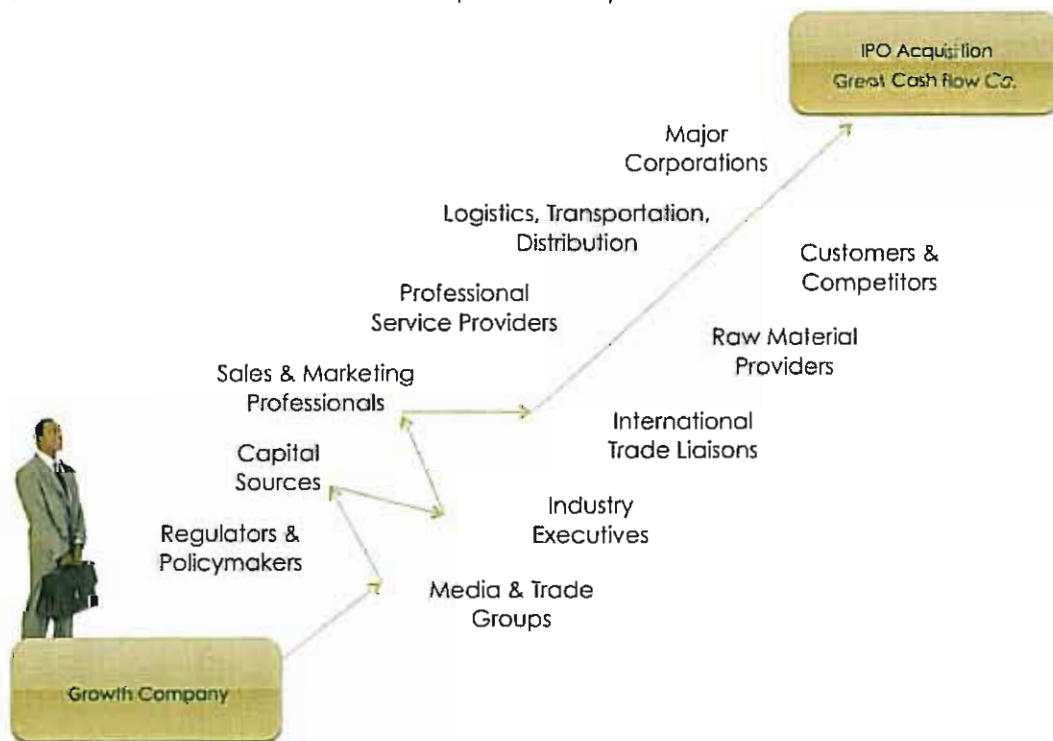 IPO Acquisition
Great Cash flow Co.
Major
Corporations
Logistics, Transportation,
Distribution
Customers &
Competitors
Professional
Service Providers
Raw Material
Providers
Sales & Marketing
Professionals
International
Trade Liaisons
Capital
Sources
Industry
Executives
Regulators &
Policymakers
Media & Trade
Groups
Growth Company